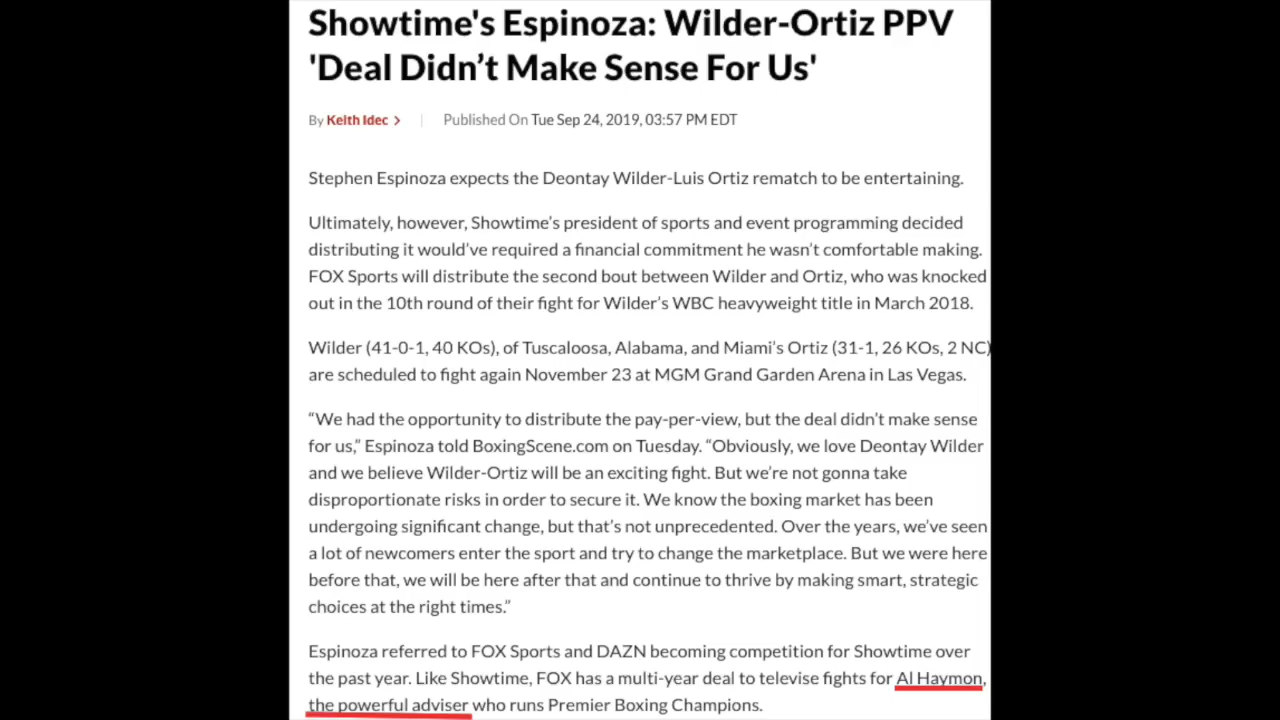 Showtime's Espinoza: Wilder-Ortiz PPV
'Deal Didn’t Make Sense For Us'
By Keith Idec > | Published On Tue Sep 24, 2019, 03:57 PM EDT
Stephen Espinoza expects the Deontay Wilder-Luis Ortiz rematch to be entertaining.
Ultimately, however, Showtime’s president of sports and event programming decided
distributing it would’ve required a financial commitment he wasn’t comfortable making.
FOX Sports will distribute the second bout between Wilder and Ortiz, who was knocked
out in the 10th round of their fight for Wilder’s WBC heavyweight title in March 2018.
Wilder (41-0-1, 40 KOs), of Tuscaloosa, Alabama, and Miami’s Ortiz (31-1, 26 KOs, 2 NC)
are scheduled to fight again November 23 at MGM Grand Garden Arena in Las Vegas.
“We had the opportunity to distribute the pay-per-view, but the deal didn’t make sense
for us,” Espinoza told BoxingScene.com on Tuesday. “Obviously, we love Deontay Wilder
and we believe Wilder-Ortiz will be an exciting fight. But we’re not gonna take
disproportionate risks in order to secure it. We know the boxing market has been
undergoing significant change, but that’s not unprecedented. Over the years, we’ve seen
a lot of newcomers enter the sport and try to change the marketplace. But we were here
before that, we will be here after that and continue to thrive by making smart, strategic
choices at the right times.”
Espinoza referred to FOX Sports and DAZN becoming competition for Showtime over
the past year. Like Showtime, FOX has a multi-year deal to televise fights for Al Haymon,
the powerful adviser who runs Premier Boxing Champions.